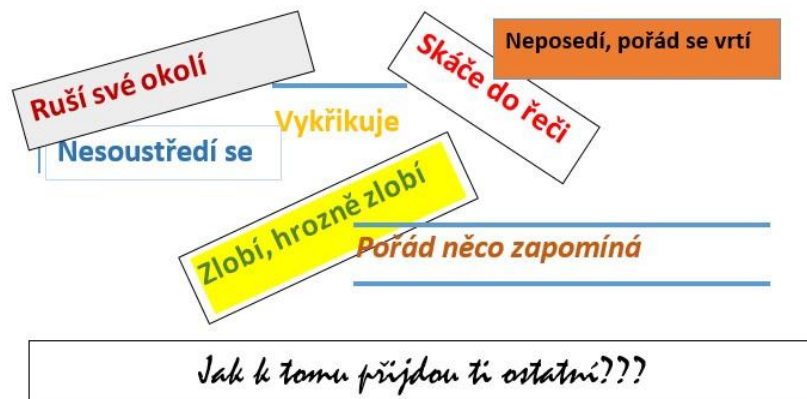 Neposedí, pořád se vrtí
Ruší své okolí
Skáče do řeči
Vykřikuje
Nesoustředí se
Zlobí, hrozně zlobí
Pořád něco zapomíná
Jak k tomu přijdou ti ostatní???